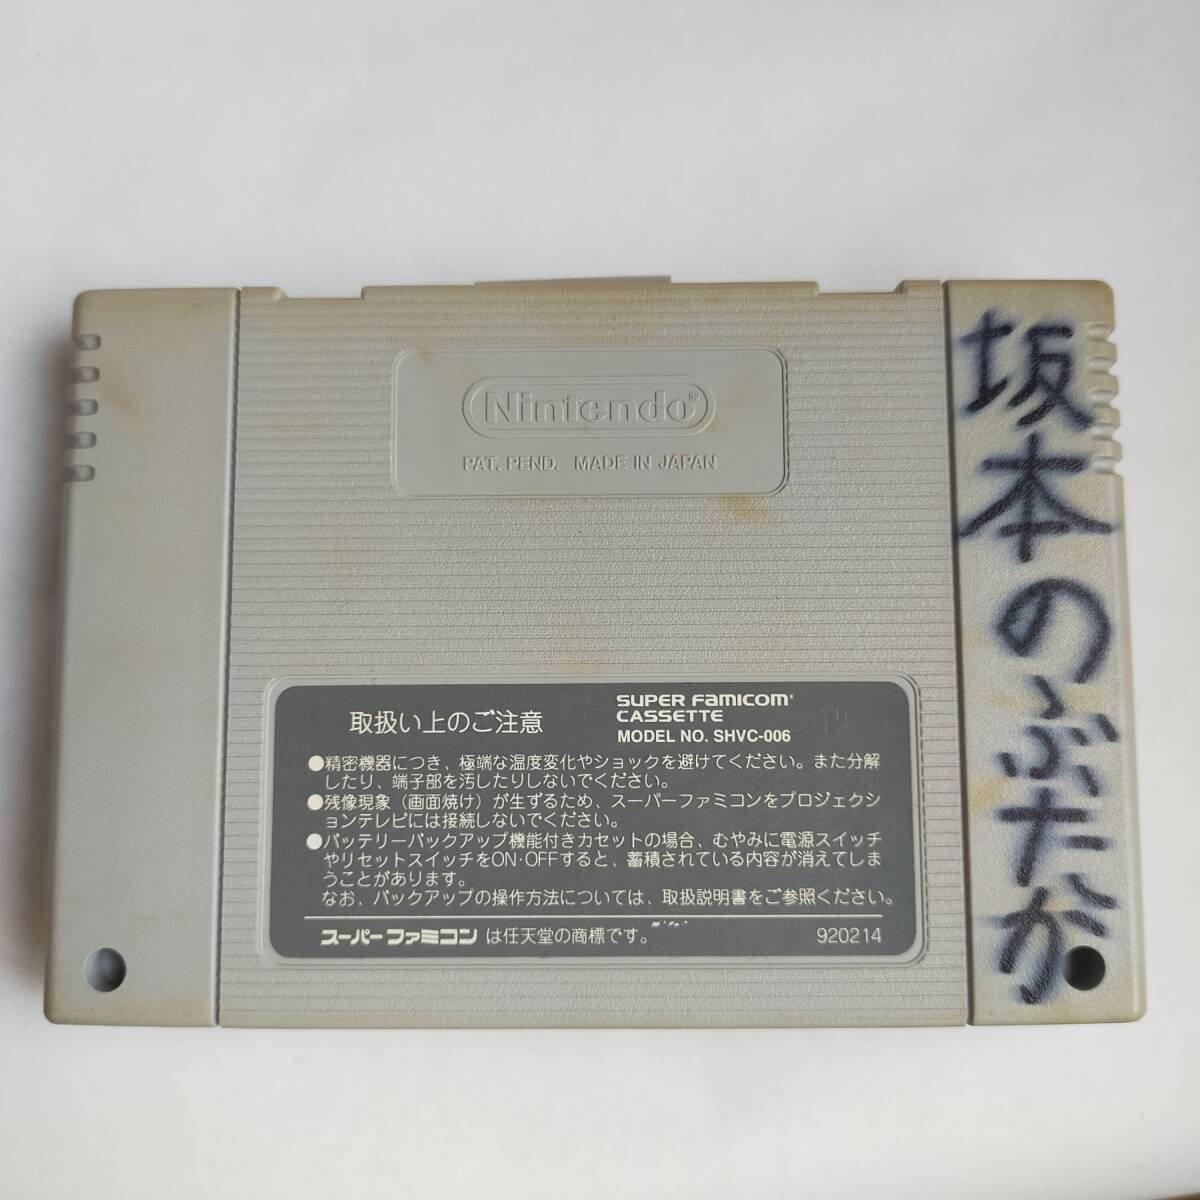 Nintendo®
PAT. PEND. MADE IN JAPAN
取扱い上のご注意
SUPER FAMICOM
CASSETTE
MODEL NO. SHVC-006
●精密機器につき、極端な温度変化やショックを避けてください。また分解
したり、端子部を汚したりしないでください。
●残像現象（画面焼け）が生ずるため、スーパーファミコンをプロジェクシ
ョンテレビには接続しないでください。
●バッテリーバックアップ機能付きカセットの場合、むやみに電源スイッチ
やリセットスイッチをON·OFFすると、蓄積されている内容が消えてしま
うことがあります。
なお、バックアップの操作方法については、取扱説明書をご参照ください。
スーパーファミコン は任天堂の商標です。
920214
坂本のぶたか